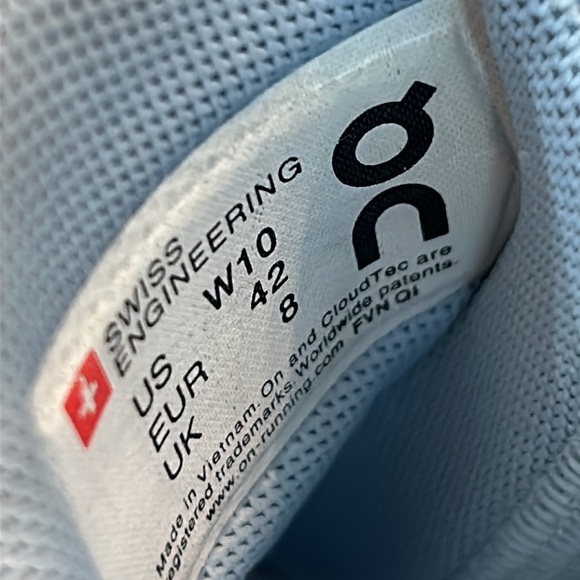 On
SWISS
ENGINEERING
US W10
EUR 42
UK 8
Made in Vietnam. On and CloudTec are
registered trademarks. Worldwide patents.
www.on-running.com FVN QI